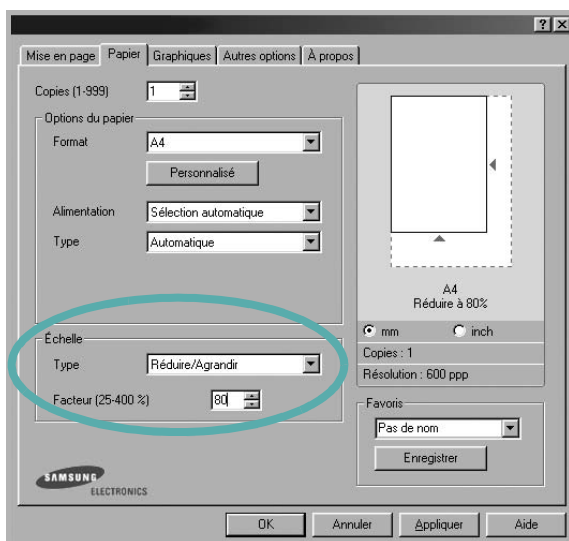 ? ×
Mise en page Papier Graphiques Autres options À propos
Copies (1-999) 1
Options du papier
Format A4
Personnalisé
Alimentation Sélection automatique
Type Automatique
Échelle
Type Réduire/Agrandir
Facteur (25-400 %) 80
A4
Réduire à 80%
mm inch
Copies : 1
Résolution : 600 ppp
Favoris
Pas de nom
Enregistrer
SAMSUNG
ELECTRONICS
OK Annuler Appliquer Aide